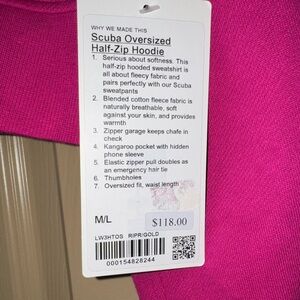 WHY WE MADE THIS
Scuba Oversized
Half-Zip Hoodie
1. Serious about softness. This
half-zip hooded sweatshirt is
all about fleecy fabric and
pairs perfectly with our Scuba
sweatpants
2. Blended cotton fleece fabric is
naturally breathable, soft
against your skin, and provides
warmth
3. Zipper garage keeps chafe in
check
4. Kangaroo pocket with hidden
phone sleeve
5. Elastic zipper pull doubles as
an emergency hair tie
6. Thumbholes
7. Oversized fit, waist length
M/L
$118.00
LW3HTOS RIPR/GOLD
000154828244